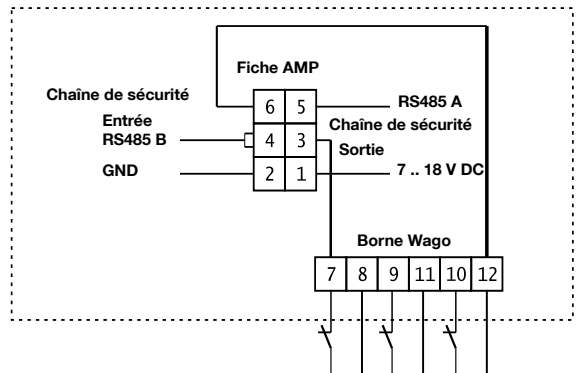 Fiche AMP
Chaîne de sécurité
Entrée
6 5
RS485 A
Chaîne de sécurité
RS485 B
4 3
Sortie
GND
2 1
7 .. 18 V DC
Borne Wago
7 8 9 11 10 12